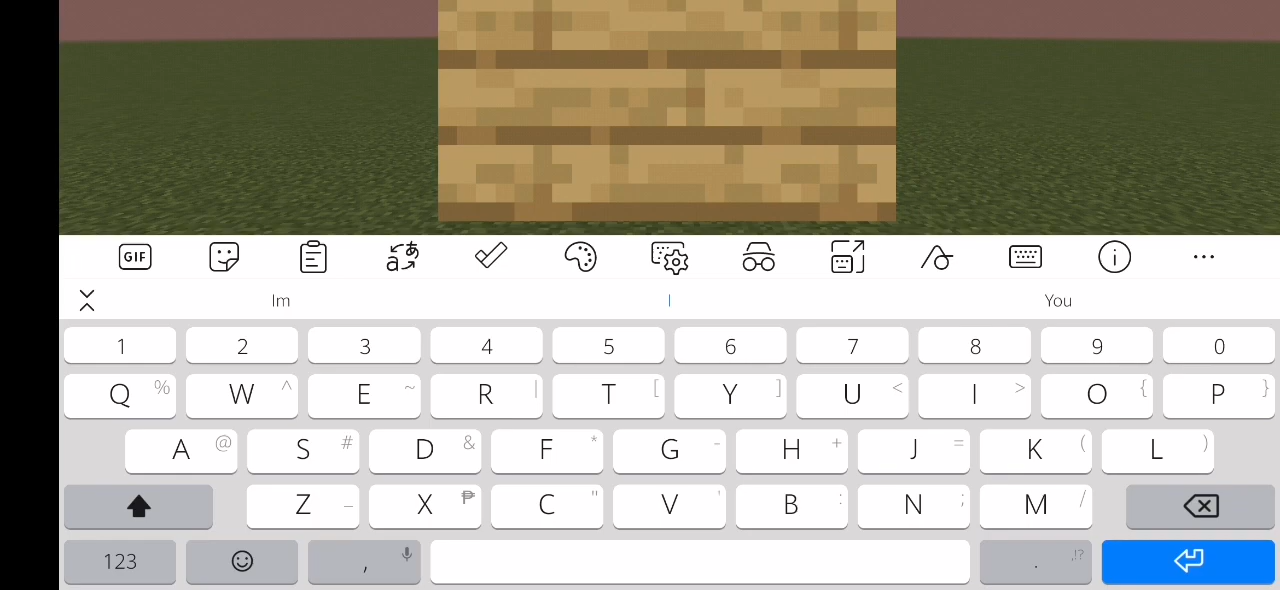 GIF
Im I You
1 2 3 4 5 6 7 8 9 0
Q % W ^ E ~ R | T [ Y ] U < I > O { P }
A @ S # D & F * G - H + J = K ( L )
Z _ X ₱ C " V ' B : N ; M /
123 , . ,!?